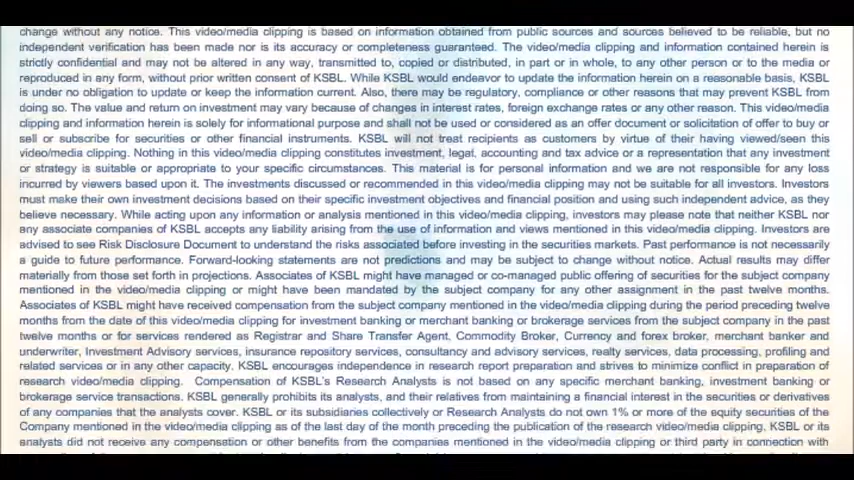 change without any notice. This video/media clipping is based on information obtained from public sources and sources believed to be reliable, but no
independent verification has been made nor is its accuracy or completeness guaranteed. The video/media clipping and information contained herein is
strictly confidential and may not be altered in any way, transmitted to, copied or distributed, in part or in whole, to any other person or to the media or
reproduced in any form, without prior written consent of KSBL. While KSBL would endeavor to update the information herein on a reasonable basis, KSBL
is under no obligation to update or keep the information current. Also, there may be regulatory, compliance or other reasons that may prevent KSBL from
doing so. The value and return on investment may vary because of changes in interest rates, foreign exchange rates or any other reason. This video/media
clipping and information herein is solely for informational purpose and shall not be used or considered as an offer document or solicitation of offer to buy or
sell or subscribe for securities or other financial instruments. KSBL will not treat recipients as customers by virtue of their having viewed/seen this
video/media clipping. Nothing in this video/media clipping constitutes investment, legal, accounting and tax advice or a representation that any investment
or strategy is suitable or appropriate to your specific circumstances. This material is for personal information and we are not responsible for any loss
incurred by viewers based upon it. The investments discussed or recommended in this video/media clipping may not be suitable for all investors. Investors
must make their own investment decisions based on their specific investment objectives and financial position and using such independent advice, as they
believe necessary. While acting upon any information or analysis mentioned in this video/media clipping, investors may please note that neither KSBL nor
any associate companies of KSBL accepts any liability arising from the use of information and views mentioned in this video/media clipping. Investors are
advised to see Risk Disclosure Document to understand the risks associated before investing in the securities markets. Past performance is not necessarily
a guide to future performance. Forward-looking statements are not predictions and may be subject to change without notice. Actual results may differ
materially from those set forth in projections. Associates of KSBL might have managed or co-managed public offering of securities for the subject company
mentioned in the video/media clipping or might have been mandated by the subject company for any other assignment in the past twelve months.
Associates of KSBL might have received compensation from the subject company mentioned in the video/media clipping during the period preceding twelve
months from the date of this video/media clipping for investment banking or merchant banking or brokerage services from the subject company in the past
twelve months or for services rendered as Registrar and Share Transfer Agent, Commodity Broker, Currency and forex broker, merchant banker and
underwriter, Investment Advisory services, insurance repository services, consultancy and advisory services, realty services, data processing, profiling and
related services or in any other capacity. KSBL encourages independence in research report preparation and strives to minimize conflict in preparation of
research video/media clipping. Compensation of KSBL's Research Analysts is not based on any specific merchant banking, investment banking or
brokerage service transactions. KSBL generally prohibits its analysts, and their relatives from maintaining a financial interest in the securities or derivatives
of any companies that the analysts cover. KSBL or its subsidiaries collectively or Research Analysts do not own 1% or more of the equity securities of the
Company mentioned in the video/media clipping as of the last day of the month preceding the publication of the research video/media clipping. KSBL or its
analysts did not receive any compensation or other benefits from the companies mentioned in the video/media clipping or third party in connection with